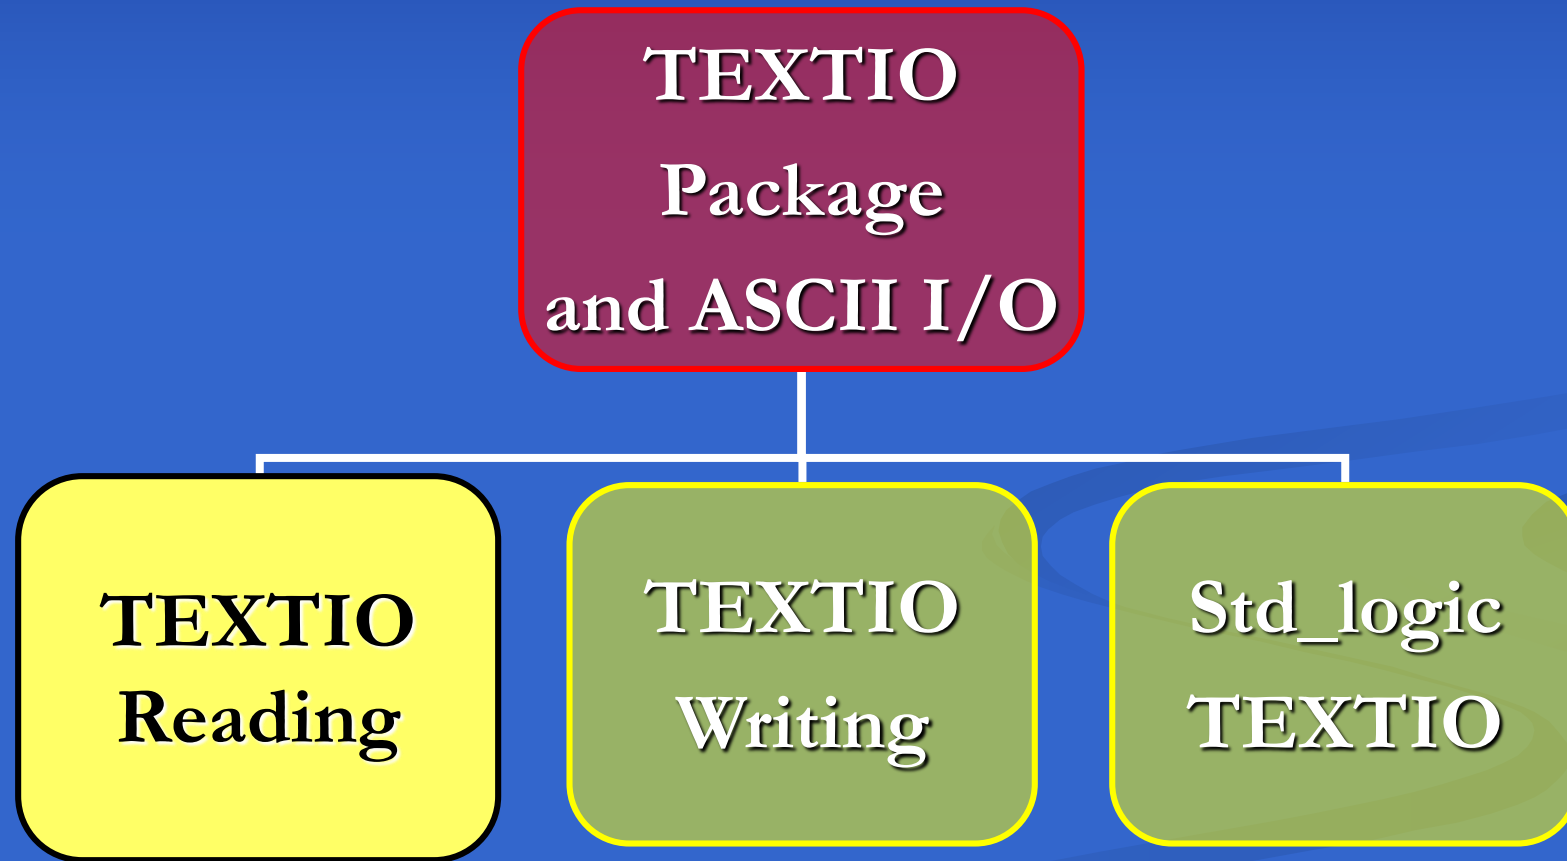 TEXTIO
Package
and ASCII I/O
TEXTIO
Reading
TEXTIO
Writing
Std_logic
TEXTIO